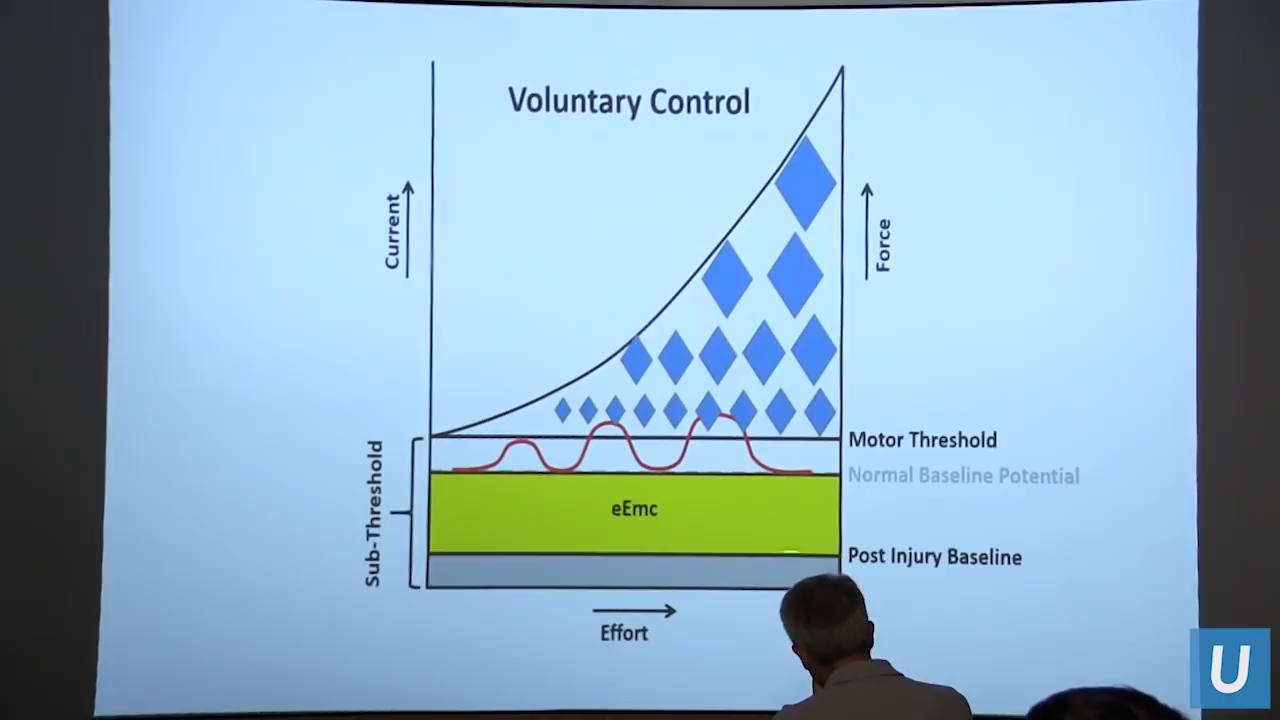 Voluntary Control
Current
Force
Motor Threshold
Normal Baseline Potential
Sub-Threshold
eEmc
Post Injury Baseline
Effort
U